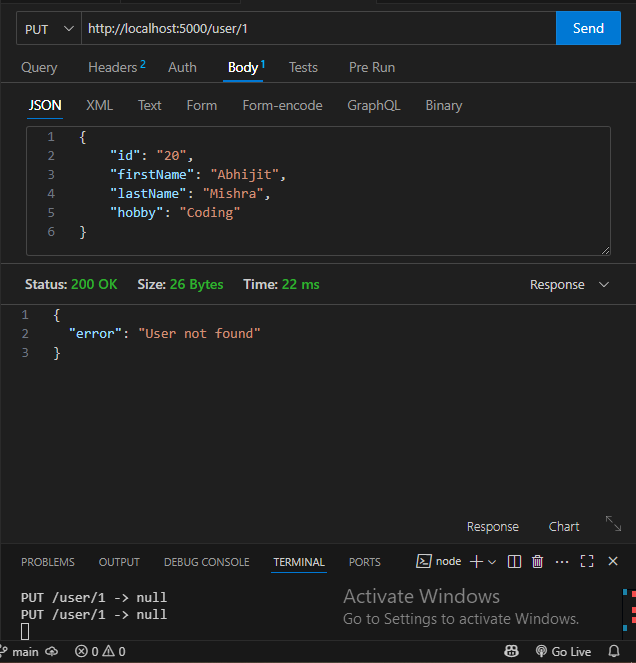 PUT http://localhost:5000/user/1 Send
Query Headers 2 Auth Body 1 Tests Pre Run
JSON XML Text Form Form-encode GraphQL Binary
1 {
2 "id": "20",
3 "firstName": "Abhijit",
4 "lastName": "Mishra",
5 "hobby": "Coding"
6 }
Status: 200 OK Size: 26 Bytes Time: 22 ms Response
1 {
2 "error": "User not found"
3 }
Response Chart
PROBLEMS OUTPUT DEBUG CONSOLE TERMINAL PORTS node
PUT /user/1 -> null
PUT /user/1 -> null
Activate Windows
Go to Settings to activate Windows.
main 0 0 Go Live